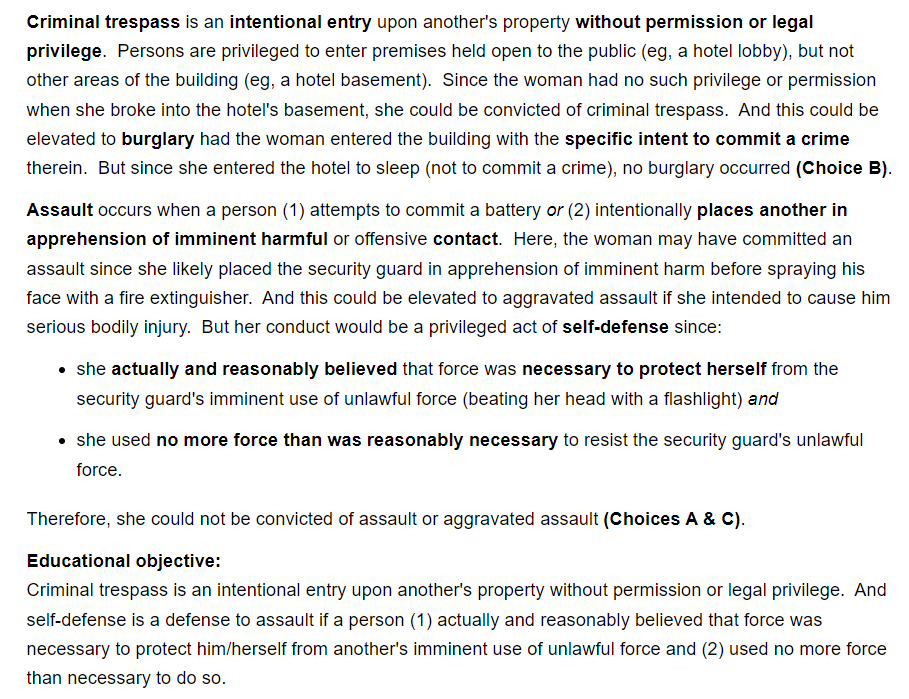 Criminal trespass is an intentional entry upon another's property without permission or legal
privilege. Persons are privileged to enter premises held open to the public (eg, a hotel lobby), but not
other areas of the building (eg, a hotel basement). Since the woman had no such privilege or permission
when she broke into the hotel's basement, she could be convicted of criminal trespass. And this could be
elevated to burglary had the woman entered the building with the specific intent to commit a crime
therein. But since she entered the hotel to sleep (not to commit a crime), no burglary occurred (Choice B).
Assault occurs when a person (1) attempts to commit a battery or (2) intentionally places another in
apprehension of imminent harmful or offensive contact. Here, the woman may have committed an
assault since she likely placed the security guard in apprehension of imminent harm before spraying his
face with a fire extinguisher. And this could be elevated to aggravated assault if she intended to cause him
serious bodily injury. But her conduct would be a privileged act of self-defense since:
• she actually and reasonably believed that force was necessary to protect herself from the
security guard's imminent use of unlawful force (beating her head with a flashlight) and
• she used no more force than was reasonably necessary to resist the security guard's unlawful
force.
Therefore, she could not be convicted of assault or aggravated assault (Choices A & C).
Educational objective:
Criminal trespass is an intentional entry upon another's property without permission or legal privilege. And
self-defense is a defense to assault if a person (1) actually and reasonably believed that force was
necessary to protect him/herself from another's imminent use of unlawful force and (2) used no more force
than necessary to do so.